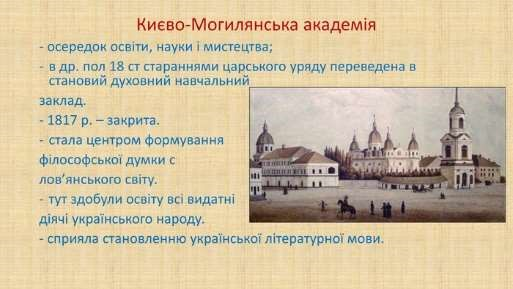 Києво-Могилянська академія
- осередок освіти, науки і мистецтва;
- в др. пол 18 ст стараннями царського уряду переведена в
становий духовний навчальний
заклад.
- 1817 р. – закрита.
- стала центром формування
філософської думки с
лов’янського світу.
- тут здобули освіту всі видатні
діячі українського народу.
- сприяла становленню української літературної мови.